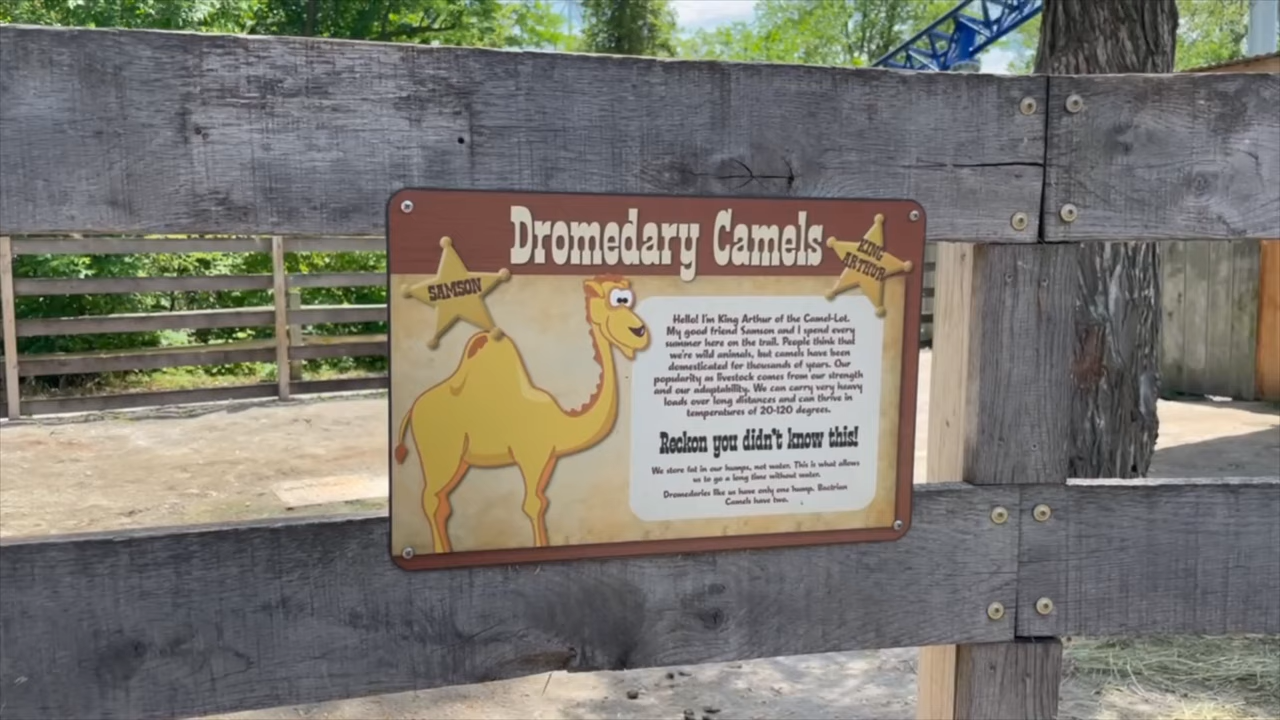 Dromedary Camels
SAMSON
KING
ARTHUR
Hello! I'm King Arthur of the Camel-Lot.
My good friend Samson and I spend every
summer here on the trail. People think that
we're wild animals, but camels have been
domesticated for thousands of years. Our
popularity as livestock comes from our strength
and our adaptability. We can carry very heavy
loads over long distances and can thrive in
temperatures of 20-120 degrees.
Reckon you didn't know this!
We store fat in our humps, not water. This is what allows
us to go a long time without water.
Dromedaries like us have only one hump. Bactrian
Camels have two.